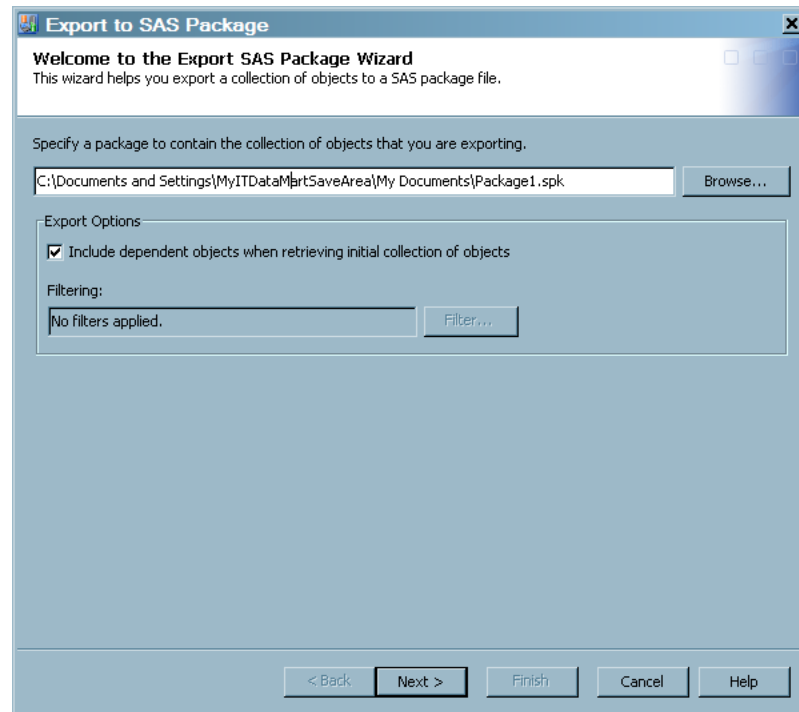 Export to SAS Package
Welcome to the Export SAS Package Wizard
This wizard helps you export a collection of objects to a SAS package file.
Specify a package to contain the collection of objects that you are exporting.
C:\Documents and Settings\MyITDataMartSaveArea\My Documents\Package1.spk
Browse...
Export Options
Include dependent objects when retrieving initial collection of objects
Filtering:
No filters applied.
Filter...
< Back Next > Finish Cancel Help